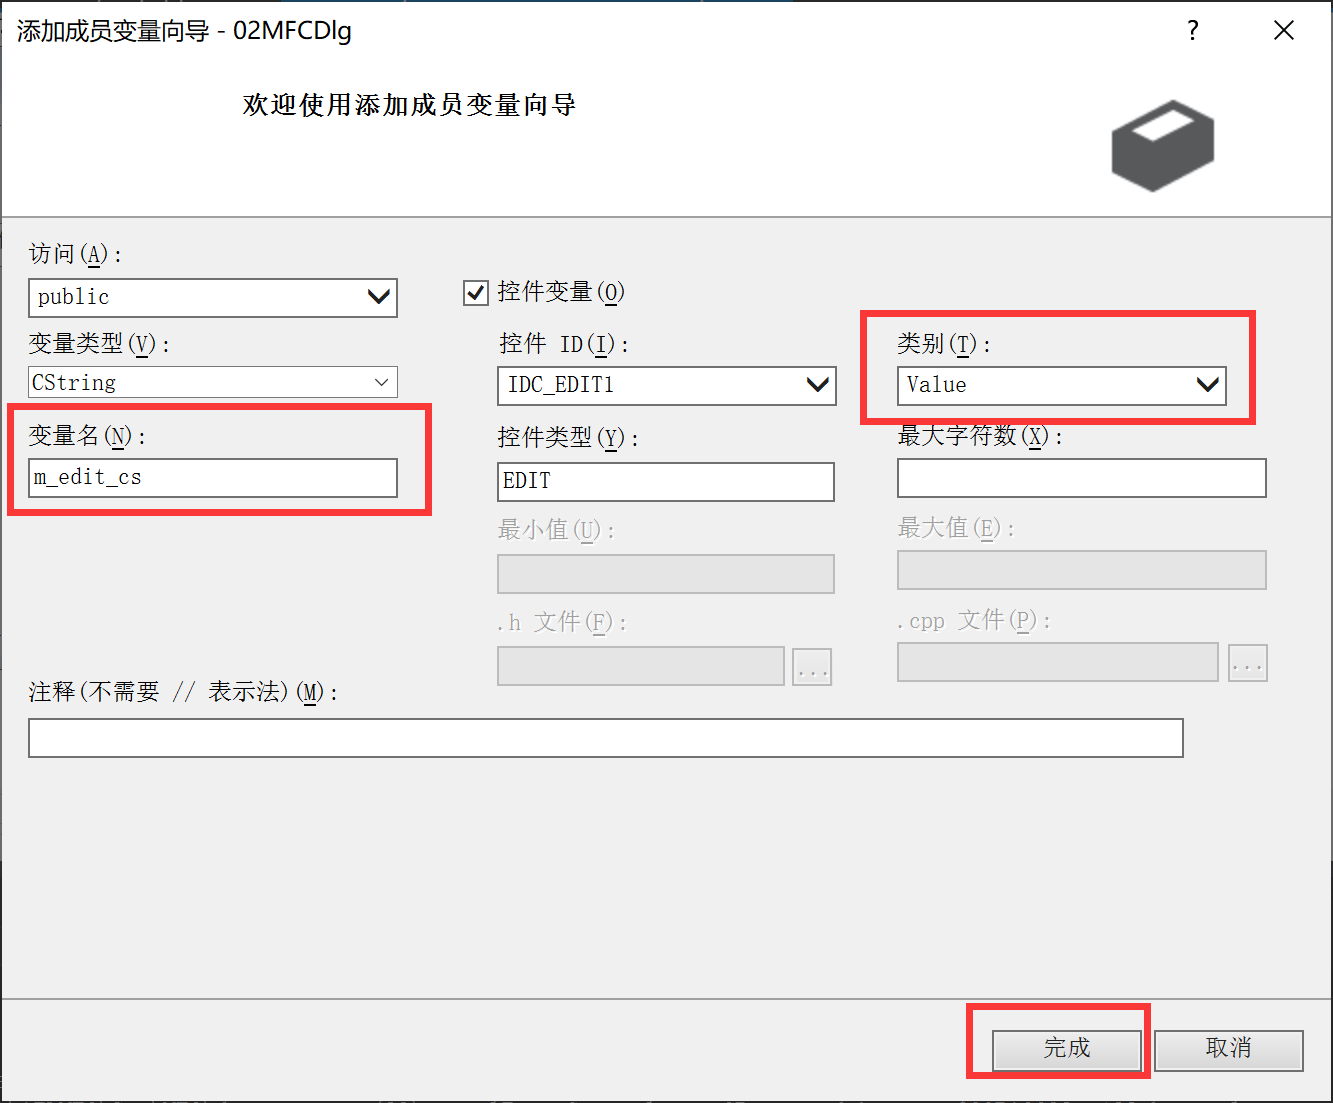 添加成员变量向导 - 02MFCDlg
?
欢迎使用添加成员变量向导
访问(A):
public
控件变量(O)
变量类型(V):
CString
控件 ID(I):
IDC_EDIT1
类别(T):
Value
变量名(N):
m_edit_cs
控件类型(Y):
EDIT
最大字符数(X):
最小值(U):
最大值(E):
.h 文件(F):
...
.cpp 文件(P):
...
注释(不需要 // 表示法)(M):
完成
取消